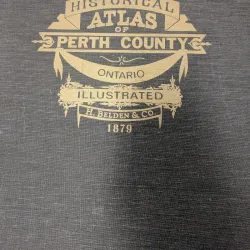 HISTORICAL
ATLAS
OF
PERTH COUNTY
ONTARIO
ILLUSTRATED
H. BELDEN & CO.
1879